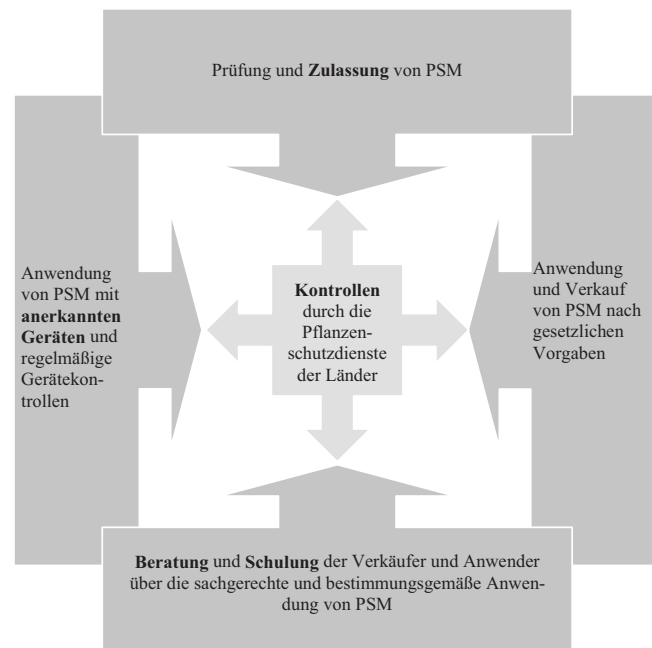 Prüfung und Zulassung von PSM
Anwendung
von PSM mit
anerkannten
Geräten und
regelmäßige
Gerätekon-
trollen
Kontrollen
durch die
Pflanzen-
schutzdienste
der Länder
Anwendung
und Verkauf
von PSM nach
gesetzlichen
Vorgaben
Beratung und Schulung der Verkäufer und Anwender
über die sachgerechte und bestimmungsgemäße Anwen-
dung von PSM